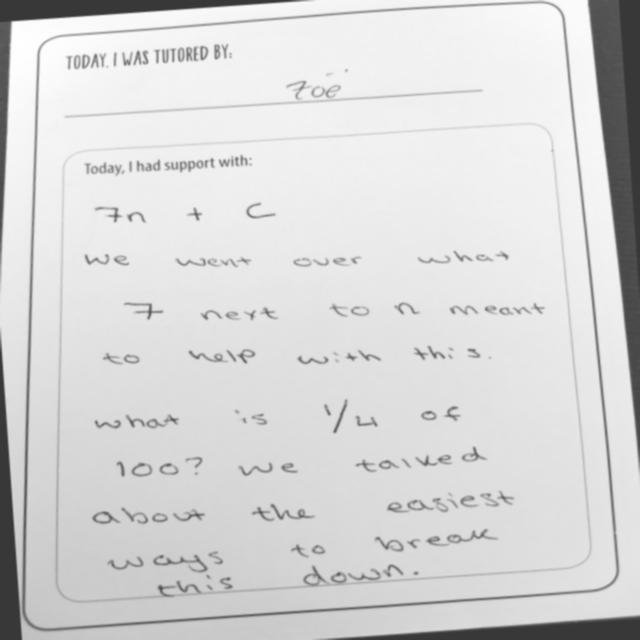 TODAY, I WAS TUTORED BY:
Zoë
Today, I had support with:
7n + C
we went over what
7 next to n meant
to help with this.
what is 1/4 of
100? we talked
about the easiest
ways to break
this down.